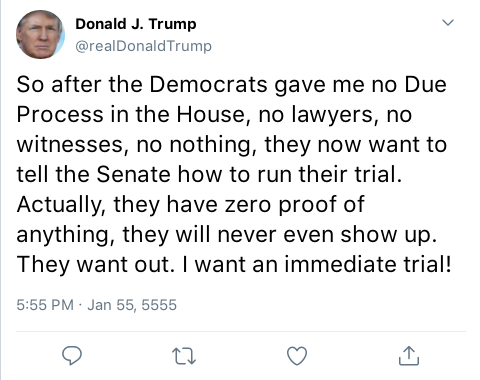 Donald J. Trump
@realDonaldTrump
So after the Democrats gave me no Due
Process in the House, no lawyers, no
witnesses, no nothing, they now want to
tell the Senate how to run their trial.
Actually, they have zero proof of
anything, they will never even show up.
They want out. I want an immediate trial!
5:55 PM · Jan 55, 5555